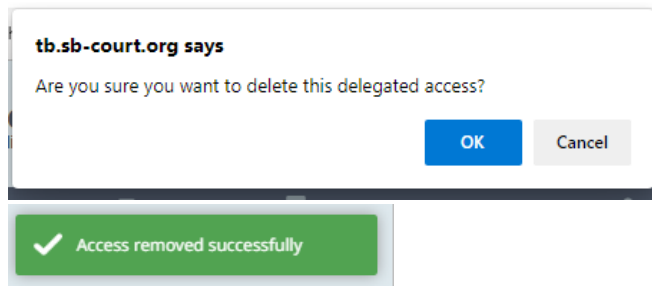 tb.sb-court.org says
Are you sure you want to delete this delegated access?
OK Cancel
Access removed successfully